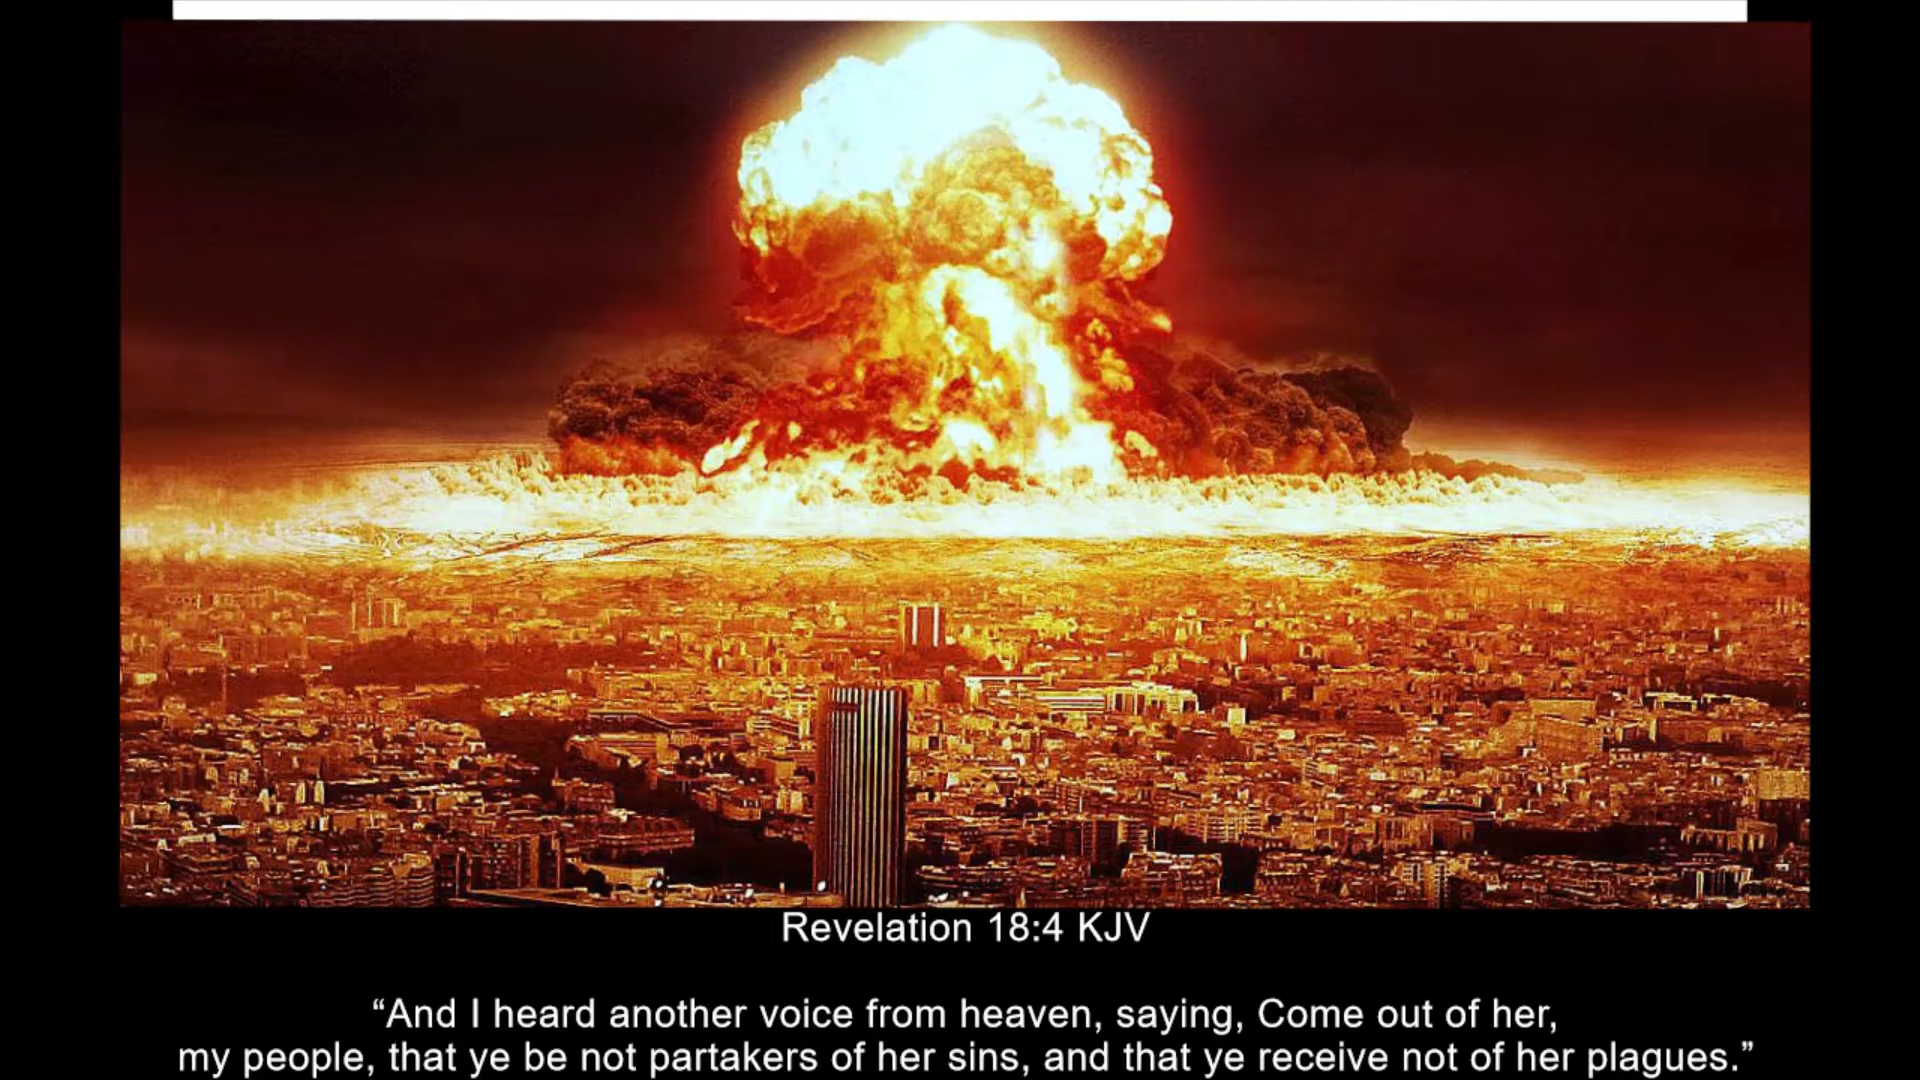 Revelation 18:4 KJV
“And I heard another voice from heaven, saying, Come out of her,
my people, that ye be not partakers of her sins, and that ye receive not of her plagues.”